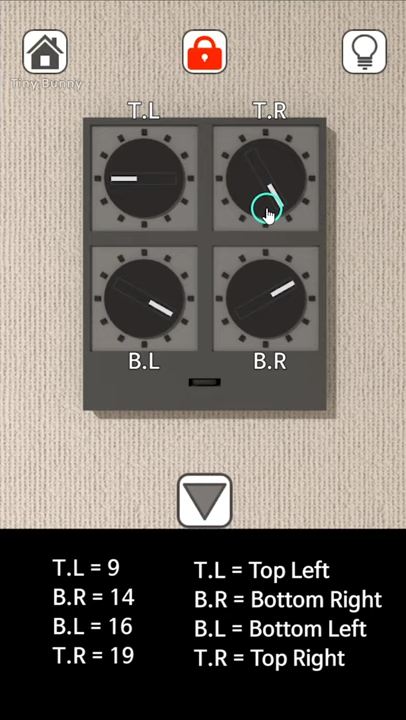 Tiny Bunny
T.L T.R
B.L B.R
T.L = 9
B.R = 14
B.L = 16
T.R = 19
T.L = Top Left
B.R = Bottom Right
B.L = Bottom Left
T.R = Top Right